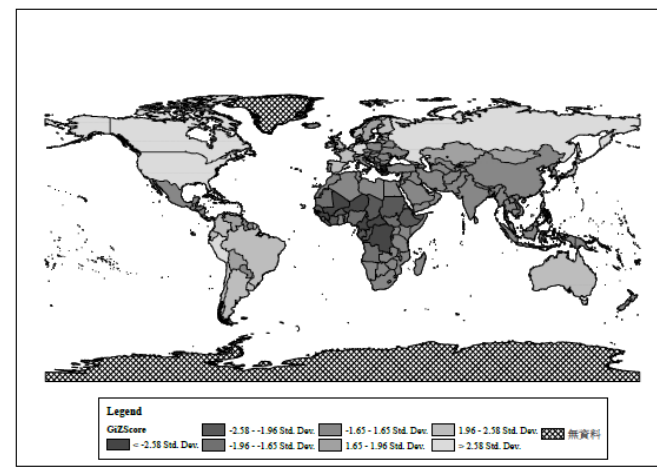 Legend
GiZScore
-2.58 - -1.96 Std. Dev.
-1.65 - 1.65 Std. Dev.
1.96 - 2.58 Std. Dev.
無資料
< -2.58 Std. Dev.
-1.96 - -1.65 Std. Dev.
1.65 - 1.96 Std. Dev.
> 2.58 Std. Dev.